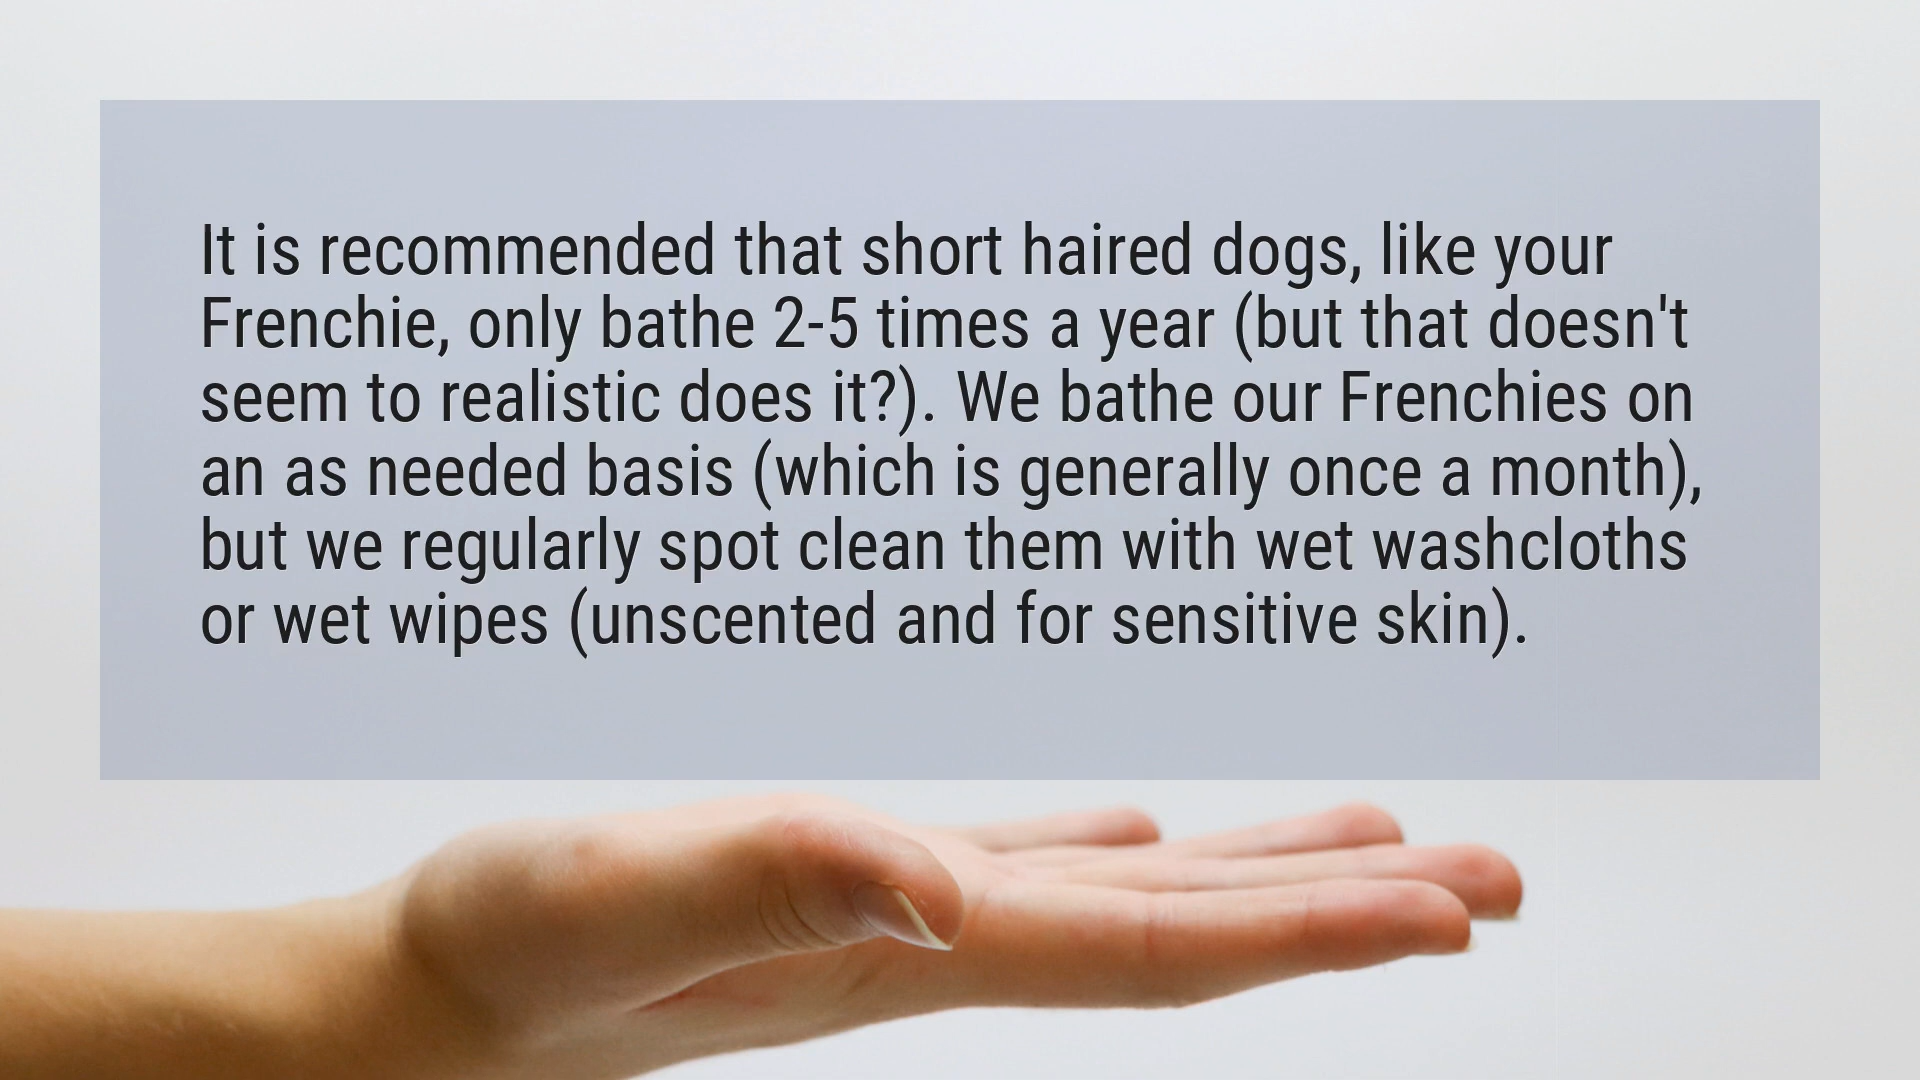 It is recommended that short haired dogs, like your
Frenchie, only bathe 2-5 times a year (but that doesn't
seem to realistic does it?). We bathe our Frenchies on
an as needed basis (which is generally once a month),
but we regularly spot clean them with wet washcloths
or wet wipes (unscented and for sensitive skin).